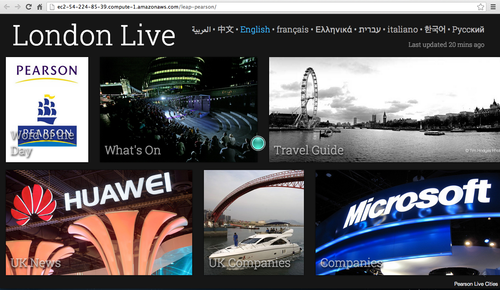 ec2-54-224-85-39.compute-1.amazonaws.com/leap-pearson/
London Live
العربية • 中文 • English • français • Ελληνικά • עברית • italiano • 한국어 • Русский
Last updated 20 mins ago
PEARSON
PEARSON
Day
What's On
Travel Guide
HUAWEI
UK News
UK Companies
Microsoft
Companies
Pearson Live Cities